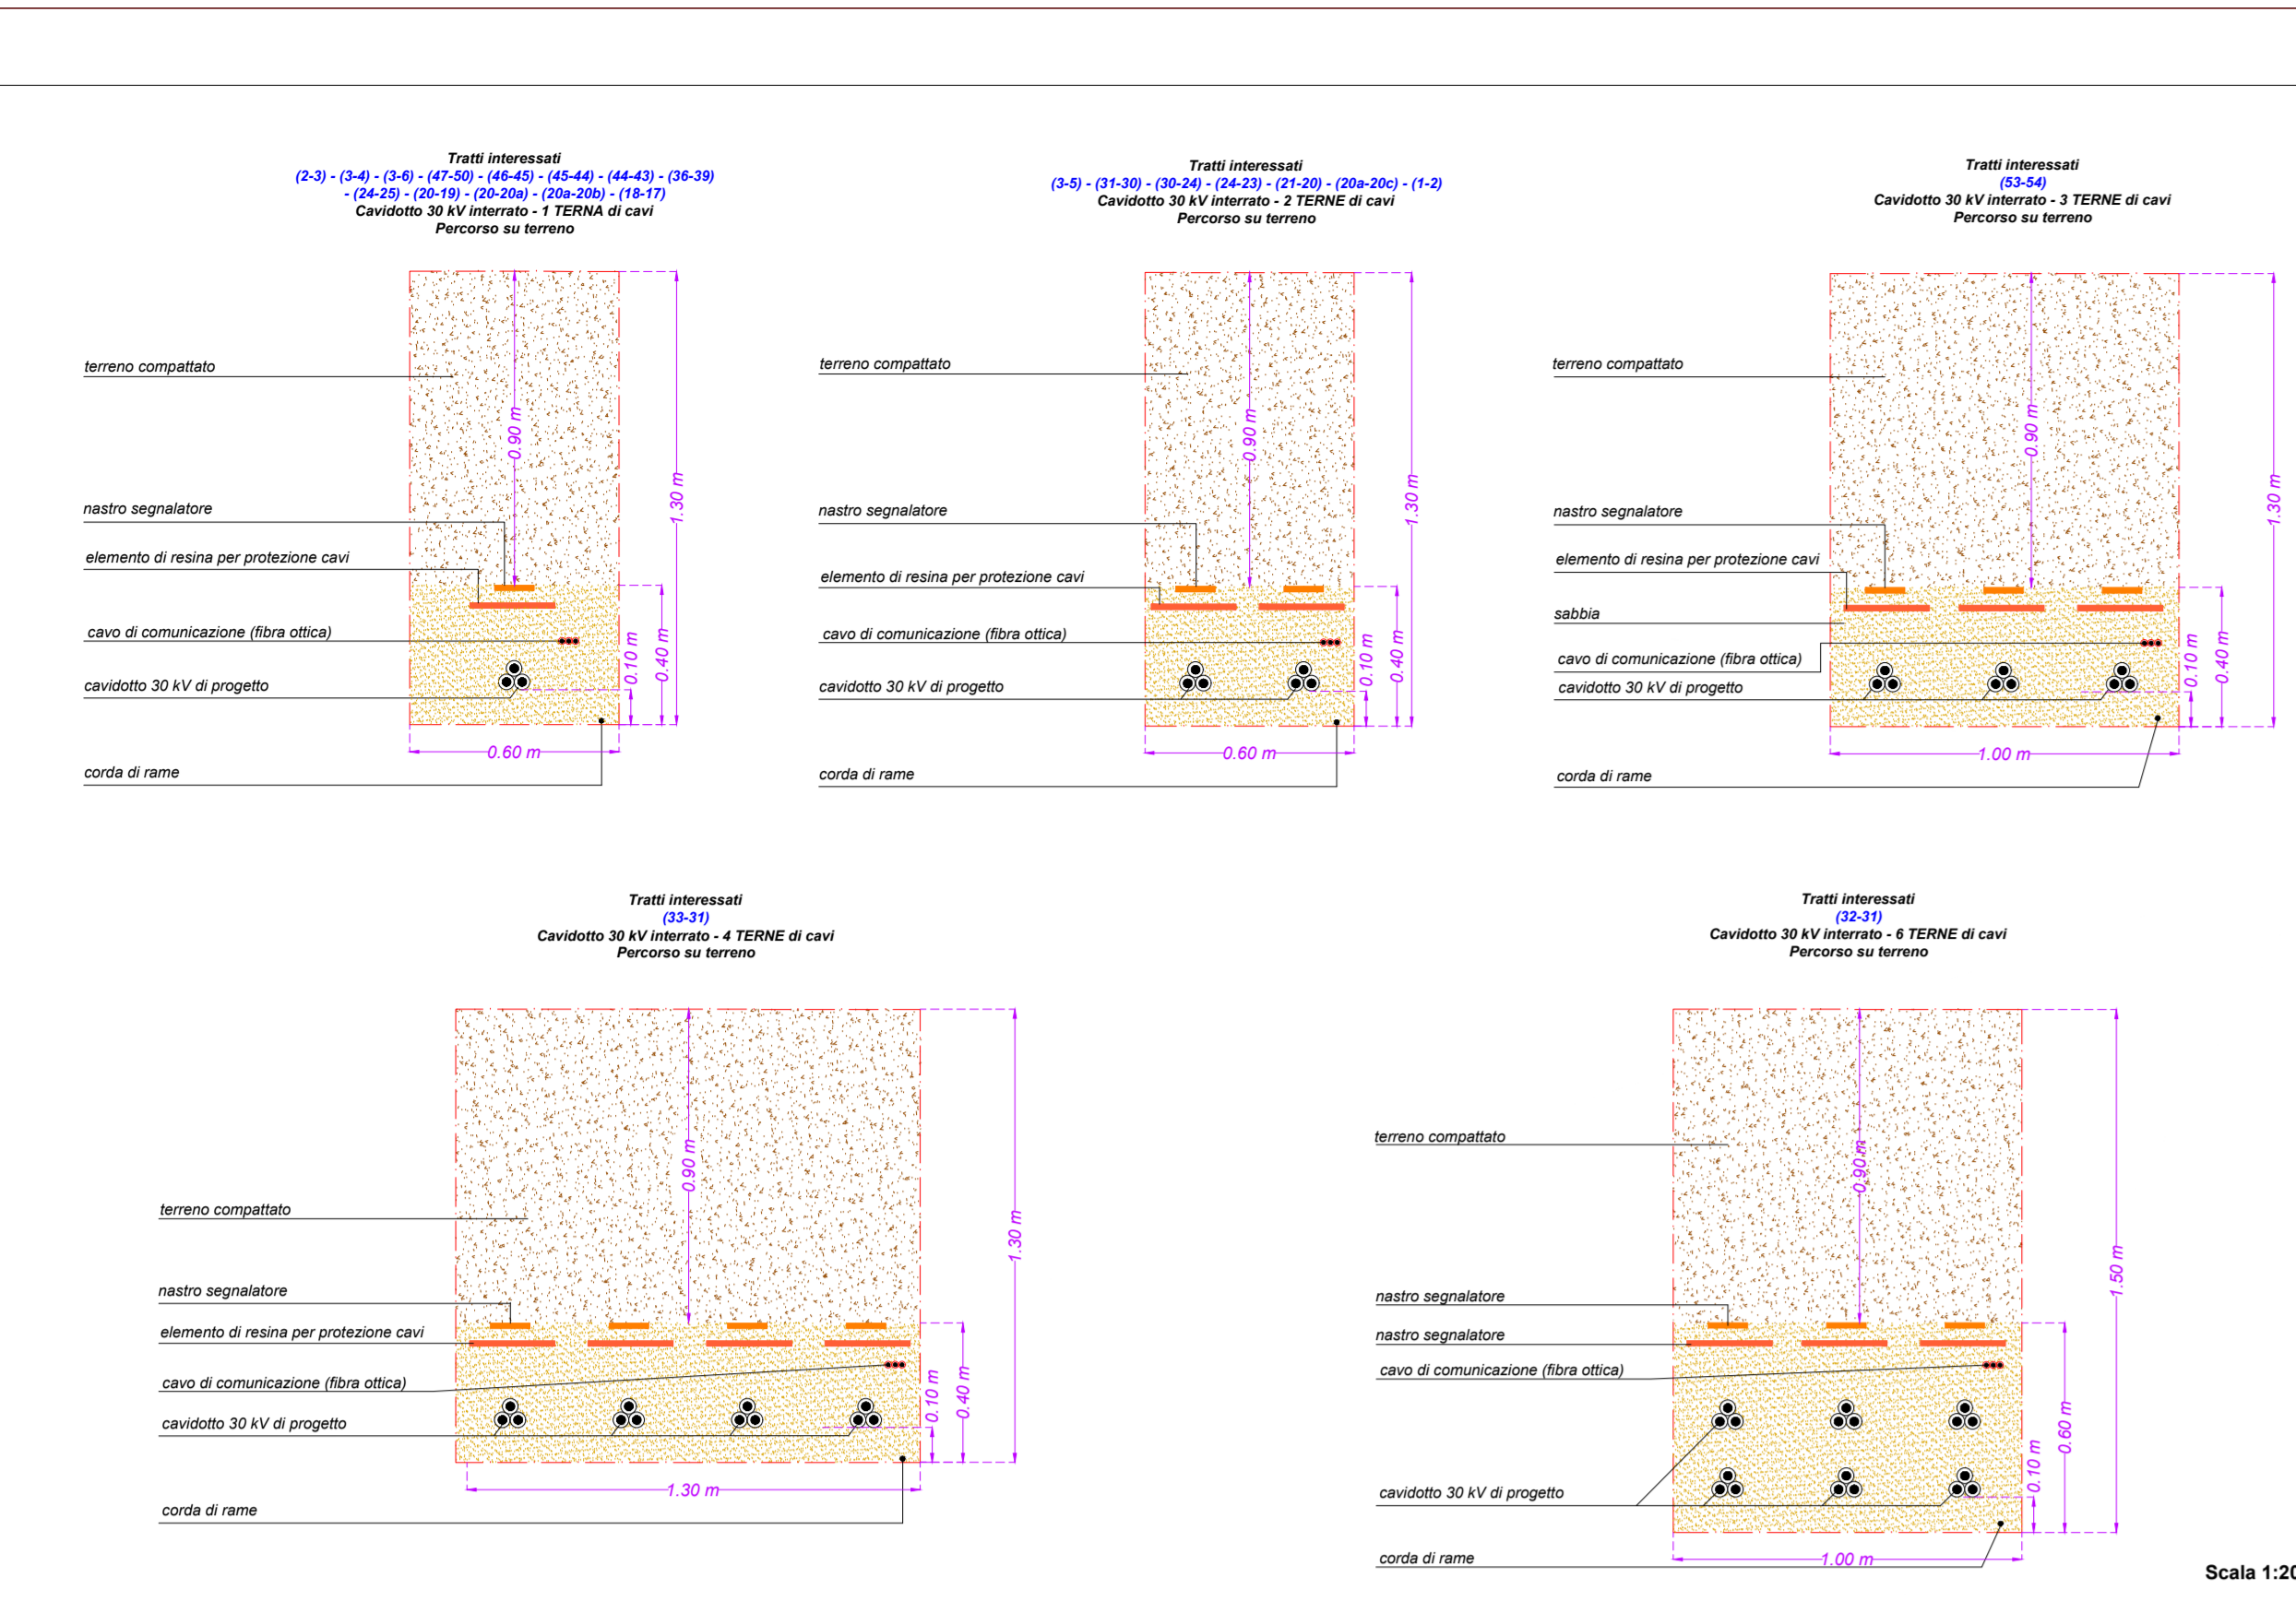 Tratti interessati
(2-3) - (3-4) - (3-6) - (47-50) - (46-45) - (45-44) - (44-43) - (36-39)
- (24-25) - (20-19) - (20-20a) - (20a-20b) - (18-17)
Cavidotto 30 kV interrato - 1 TERNA di cavi
Percorso su terreno
terreno compattato
nastro segnalatore
elemento di resina per protezione cavi
cavo di comunicazione (fibra ottica)
cavidotto 30 kV di progetto
corda di rame
0.90 m
1.30 m
0.10 m
0.40 m
0.60 m
Tratti interessati
(3-5) - (31-30) - (30-24) - (24-23) - (21-20) - (20a-20c) - (1-2)
Cavidotto 30 kV interrato - 2 TERNE di cavi
Percorso su terreno
terreno compattato
nastro segnalatore
elemento di resina per protezione cavi
cavo di comunicazione (fibra ottica)
cavidotto 30 kV di progetto
corda di rame
0.90 m
1.30 m
0.10 m
0.40 m
0.60 m
Tratti interessati
(53-54)
Cavidotto 30 kV interrato - 3 TERNE di cavi
Percorso su terreno
terreno compattato
nastro segnalatore
elemento di resina per protezione cavi
sabbia
cavo di comunicazione (fibra ottica)
cavidotto 30 kV di progetto
corda di rame
0.90 m
1.30 m
0.10 m
0.40 m
1.00 m
Tratti interessati
(33-31)
Cavidotto 30 kV interrato - 4 TERNE di cavi
Percorso su terreno
terreno compattato
nastro segnalatore
elemento di resina per protezione cavi
cavo di comunicazione (fibra ottica)
cavidotto 30 kV di progetto
corda di rame
0.90 m
1.30 m
0.10 m
0.40 m
1.30 m
Tratti interessati
(32-31)
Cavidotto 30 kV interrato - 6 TERNE di cavi
Percorso su terreno
terreno compattato
nastro segnalatore
nastro segnalatore
cavo di comunicazione (fibra ottica)
cavidotto 30 kV di progetto
corda di rame
0.90 m
1.50 m
0.60 m
0.10 m
1.00 m
Scala 1:20